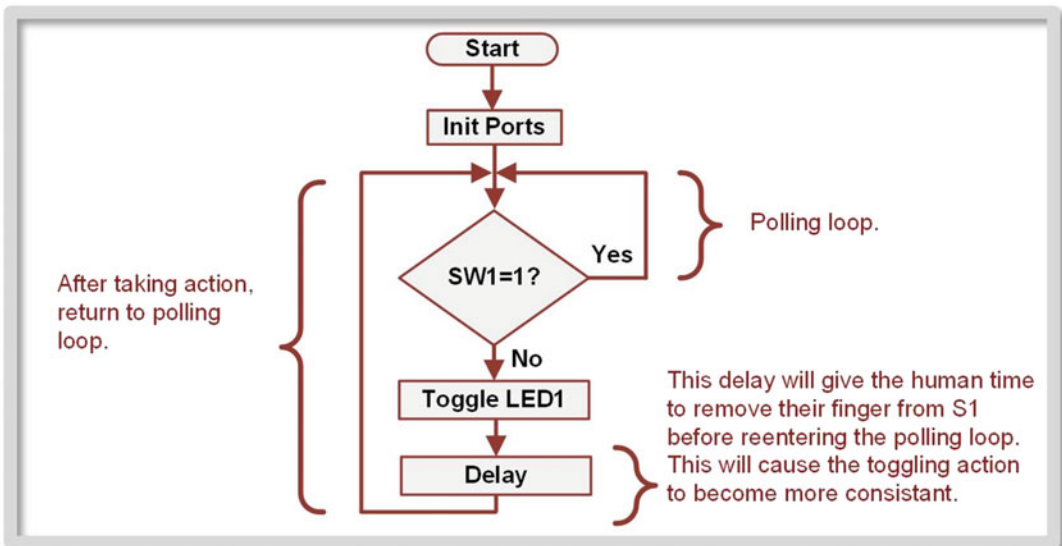 Start
Init Ports
Yes
Polling loop.
SW1=1?
After taking action,
return to polling
loop.
No
Toggle LED1
This delay will give the human time
to remove their finger from S1
before reentering the polling loop.
This will cause the toggling action
to become more consistant.
Delay